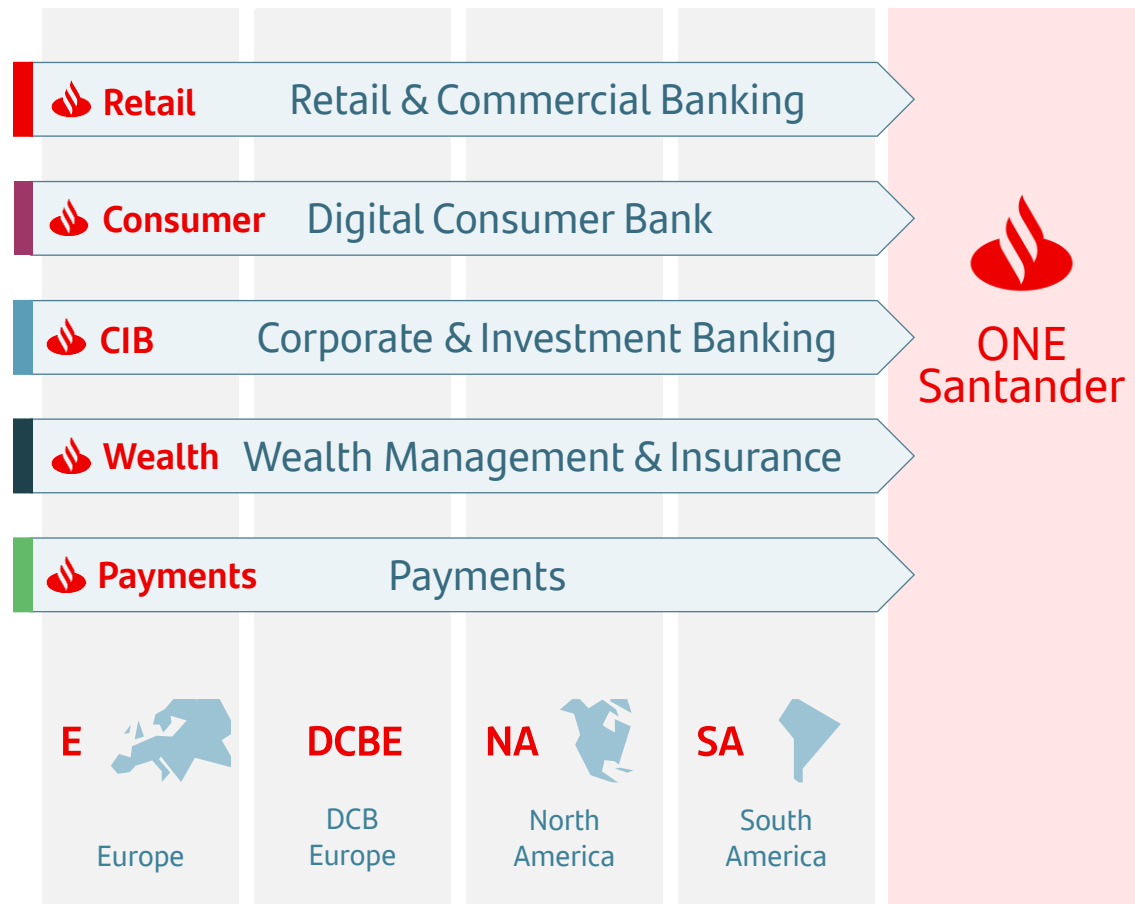 Retail Retail & Commercial Banking
Consumer Digital Consumer Bank
CIB Corporate & Investment Banking
Wealth Wealth Management & Insurance
Payments Payments
ONE
Santander
E
Europe
DCBE
DCB
Europe
NA
North
America
SA
South
America